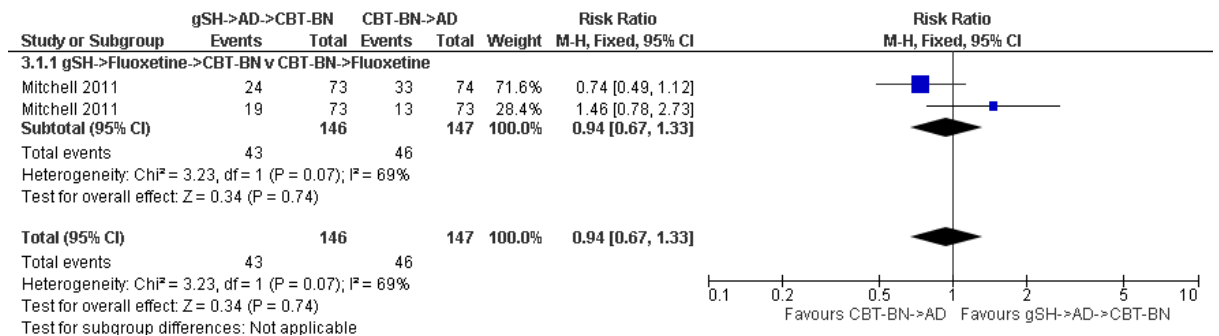 gSH->AD->CBT-BN CBT-BN->AD Risk Ratio Risk Ratio
Study or Subgroup Events Total Events Total Weight M-H, Fixed, 95% CI M-H, Fixed, 95% CI
3.1.1 gSH->Fluoxetine->CBT-BN v CBT-BN->Fluoxetine
Mitchell 2011 24 73 33 74 71.6% 0.74 [0.49, 1.12]
Mitchell 2011 19 73 13 73 28.4% 1.46 [0.78, 2.73]
Subtotal (95% CI) 146 147 100.0% 0.94 [0.67, 1.33]
Total events 43 46
Heterogeneity: Chi² = 3.23, df = 1 (P = 0.07); I² = 69%
Test for overall effect: Z = 0.34 (P = 0.74)
Total (95% CI) 146 147 100.0% 0.94 [0.67, 1.33]
Total events 43 46
Heterogeneity: Chi² = 3.23, df = 1 (P = 0.07); I² = 69%
Test for overall effect: Z = 0.34 (P = 0.74)
Test for subgroup differences: Not applicable
0.1 0.2 0.5 1 2 5 10
Favours CBT-BN->AD Favours gSH->AD->CBT-BN